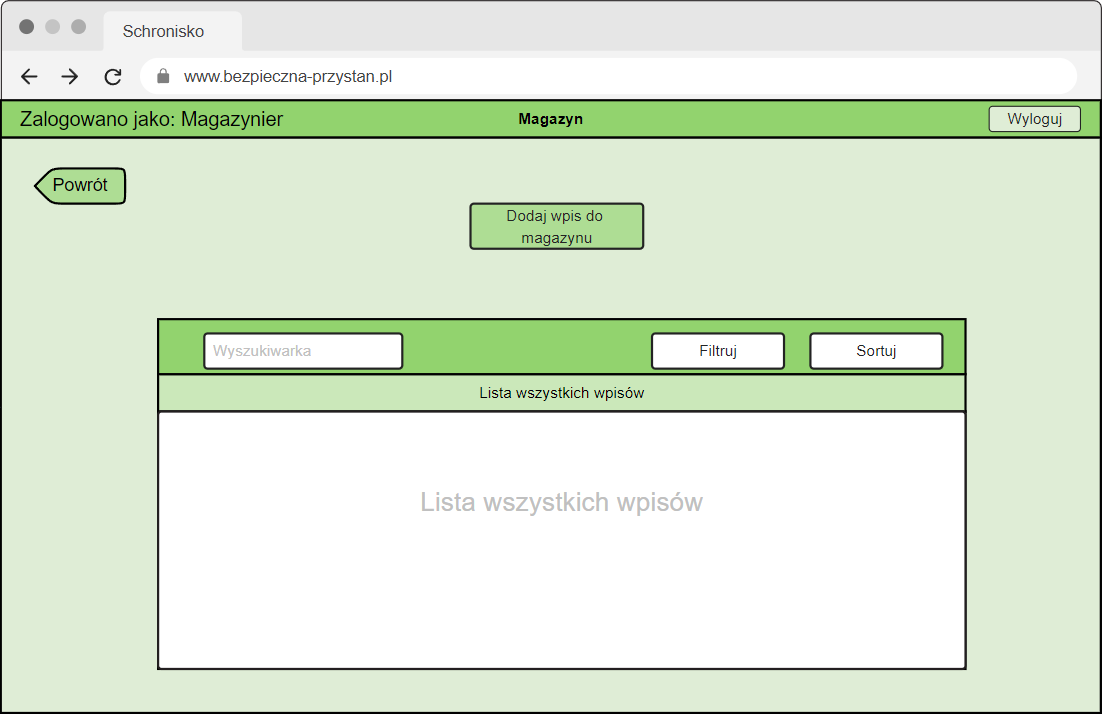 Schronisko
www.bezpieczna-przystan.pl
Zalogowano jako: Magazynier
Magazyn
Wyloguj
Powrót
Dodaj wpis do
magazynu
Wyszukiwarka
Filtruj
Sortuj
Lista wszystkich wpisów
Lista wszystkich wpisów